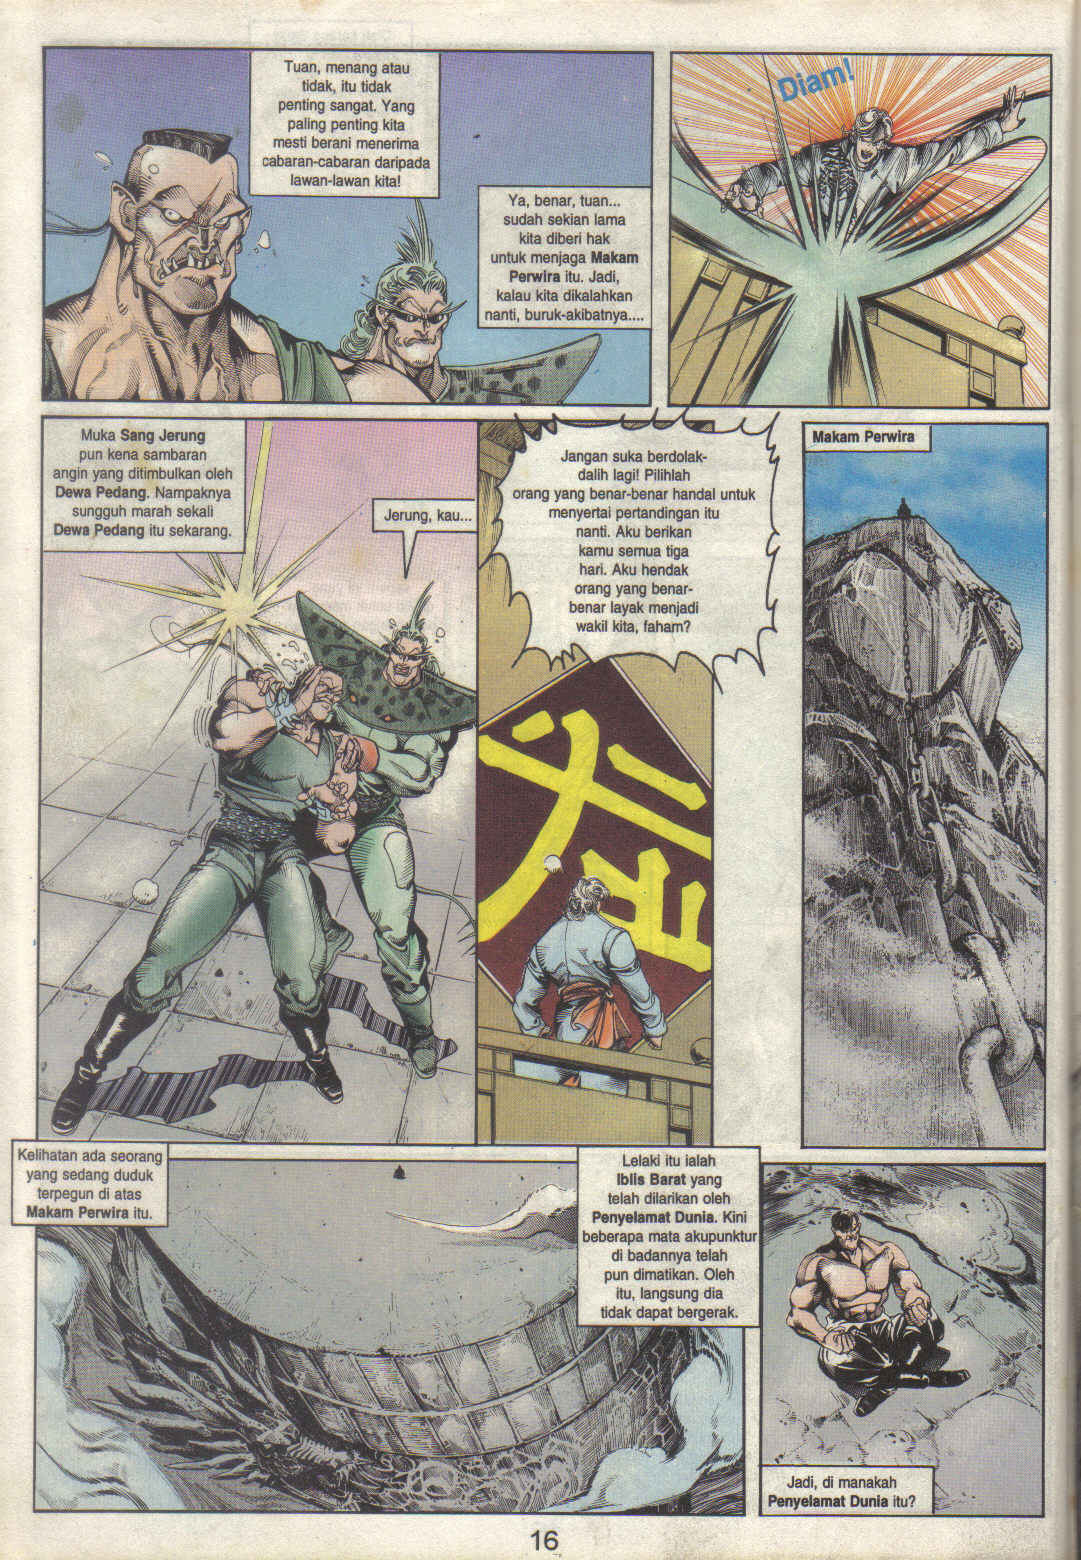 Tuan, menang atau
tidak, itu tidak
penting sangat. Yang
paling penting kita
mesti berani menerima
cabaran-cabaran daripada
lawan-lawan kita!
Ya, benar, tuan...
sudah sekian lama
kita diberi hak
untuk menjaga Makam
Perwira itu. Jadi,
kalau kita dikalahkan
nanti, buruk-akibatnya....
Diam!
Muka Sang Jerung
pun kena sambaran
angin yang ditimbulkan oleh
Dewa Pedang. Nampaknya
sungguh marah sekali
Dewa Pedang itu sekarang.
Jerung, kau...
Jangan suka berdolak-
dalih lagi! Pilihlah
orang yang benar-benar handal untuk
menyertai pertandingan itu
nanti. Aku berikan
kamu semua tiga
hari. Aku hendak
orang yang benar-
benar layak menjadi
wakil kita, faham?
Makam Perwira
Kelihatan ada seorang
yang sedang duduk
terpegun di atas
Makam Perwira itu.
Lelaki itu ialah
Iblis Barat yang
telah dilarikan oleh
Penyelamat Dunia. Kini
beberapa mata akupunktur
di badannya telah
pun dimatikan. Oleh
itu, langsung dia
tidak dapat bergerak.
Jadi, di manakah
Penyelamat Dunia itu?
16